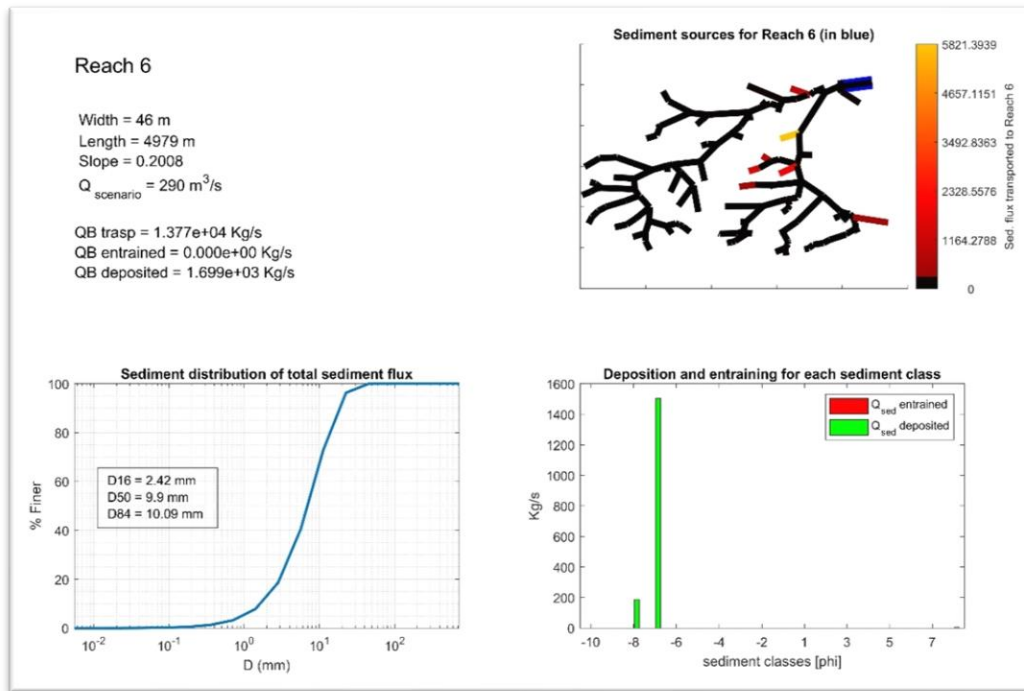 Reach 6
Width = 46 m
Length = 4979 m
Slope = 0.2008
Q scenario = 290 m³/s
QB trasp = 1.377e+04 Kg/s
QB entrained = 0.000e+00 Kg/s
QB deposited = 1.699e+03 Kg/s
Sediment sources for Reach 6 (in blue)
5821.3939
4657.1151
3492.8363
2328.5576
1164.2788
0
Sed. flux transported to Reach 6
Sediment distribution of total sediment flux
100
80
60
40
20
0
% Finer
D16 = 2.42 mm
D50 = 9.9 mm
D84 = 10.09 mm
10⁻² 10⁻¹ 10⁰ 10¹ 10²
D (mm)
Deposition and entraining for each sediment class
1600
1400
1200
1000
800
600
400
200
0
Kg/s
Qsed entrained
Qsed deposited
-10 -8 -6 -4 -2 1 3 5 7
sediment classes [phi]